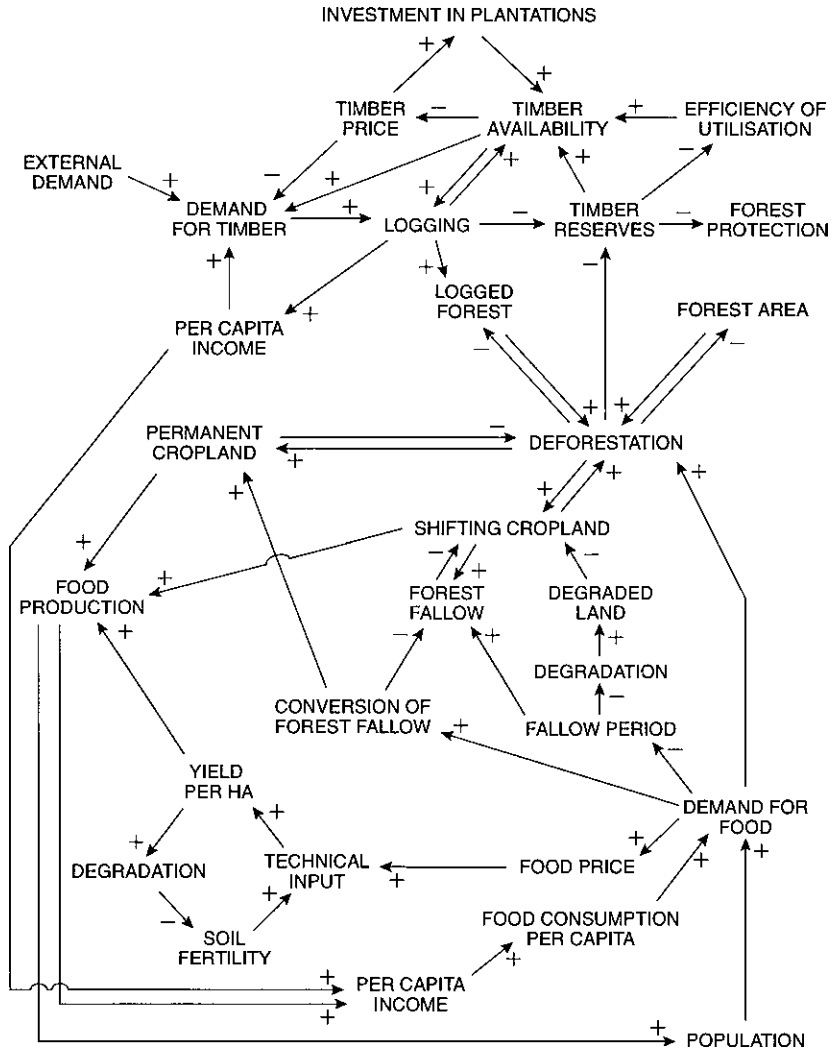 INVESTMENT IN PLANTATIONS
+
+
TIMBER
PRICE
−
TIMBER
AVAILABILITY
+
EFFICIENCY OF
UTILISATION
EXTERNAL
DEMAND
+
−
+
+
+
+
−
DEMAND
FOR TIMBER
+
LOGGING
−
TIMBER
RESERVES
−
FOREST
PROTECTION
+
+
−
LOGGED
FOREST
FOREST AREA
PER CAPITA
INCOME
+
−
−
PERMANENT
CROPLAND
−
+
+
+
DEFORESTATION
+
+
+
+
+
SHIFTING CROPLAND
+
+
−
+
−
FOOD
PRODUCTION
FOREST
FALLOW
DEGRADED
LAND
+
−
+
+
DEGRADATION
−
CONVERSION OF
FOREST FALLOW
+
FALLOW PERIOD
−
YIELD
PER HA
+
+
DEMAND FOR
FOOD
+
+
+
DEGRADATION
TECHNICAL
INPUT
+
FOOD PRICE
−
+
SOIL
FERTILITY
FOOD CONSUMPTION
PER CAPITA
+
+
+
PER CAPITA
INCOME
+
POPULATION